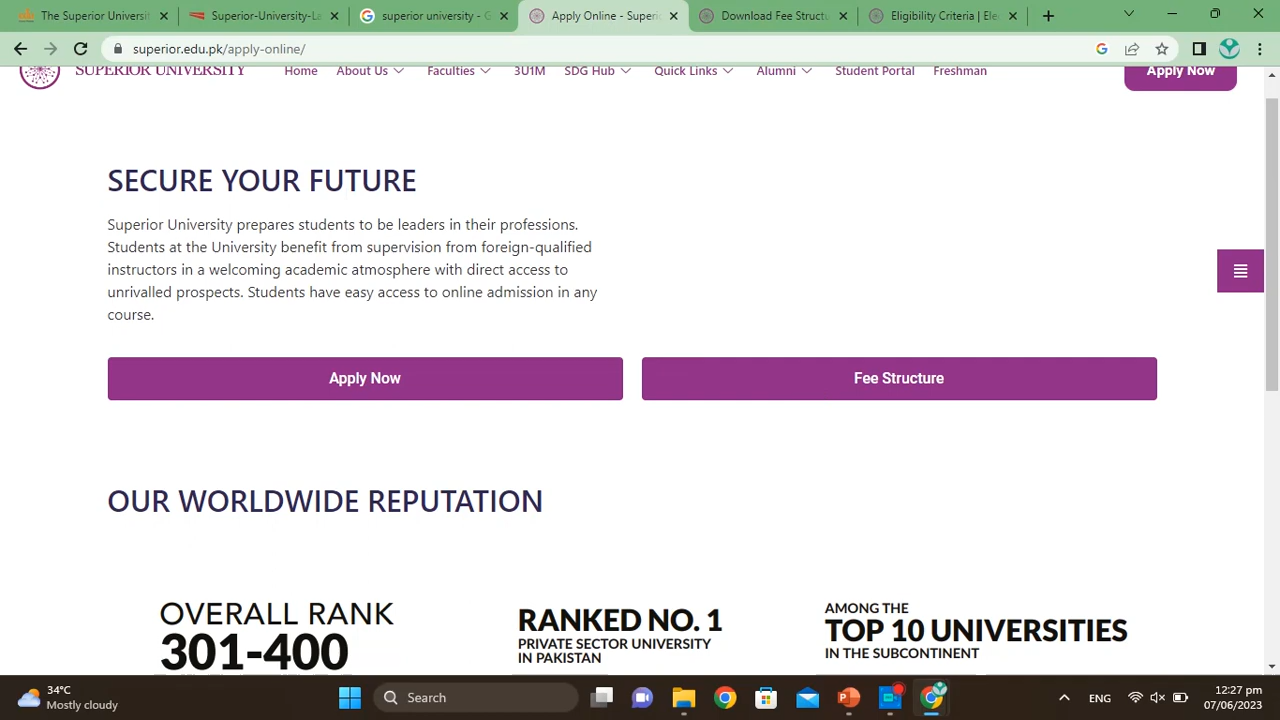 The Superior Universit
Superior-University-La
superior university - G
Apply Online - Superio
Download Fee Structu
Eligibility Criteria | Ele
superior.edu.pk/apply-online/
SUPERIOR UNIVERSITY
Home
About Us
Faculties
3U1M
SDG Hub
Quick Links
Alumni
Student Portal
Freshman
Apply Now
SECURE YOUR FUTURE
Superior University prepares students to be leaders in their professions.
Students at the University benefit from supervision from foreign-qualified
instructors in a welcoming academic atmosphere with direct access to
unrivalled prospects. Students have easy access to online admission in any
course.
Apply Now
Fee Structure
OUR WORLDWIDE REPUTATION
OVERALL RANK
301-400
RANKED NO. 1
PRIVATE SECTOR UNIVERSITY
IN PAKISTAN
AMONG THE
TOP 10 UNIVERSITIES
IN THE SUBCONTINENT
34°C
Mostly cloudy
Search
ENG
12:27 pm
07/06/2023